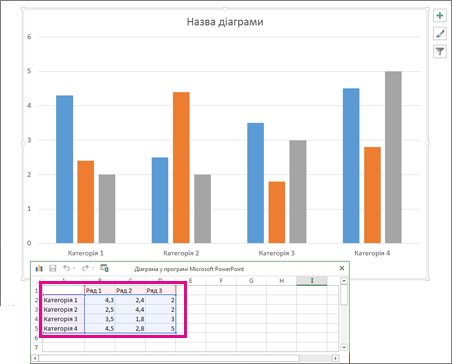 Назва діаграми
6
5
4
3
2
1
0
Категорія 1 Категорія 2 Категорія 3 Категорія 4
Діаграма у програмі Microsoft PowerPoint
A B C D E F G H I
1 Ряд 1 Ряд 2 Ряд 3
2 Категорія 1 4,3 2,4 2
3 Категорія 2 2,5 4,4 2
4 Категорія 3 3,5 1,8 3
5 Категорія 4 4,5 2,8 5
6
7